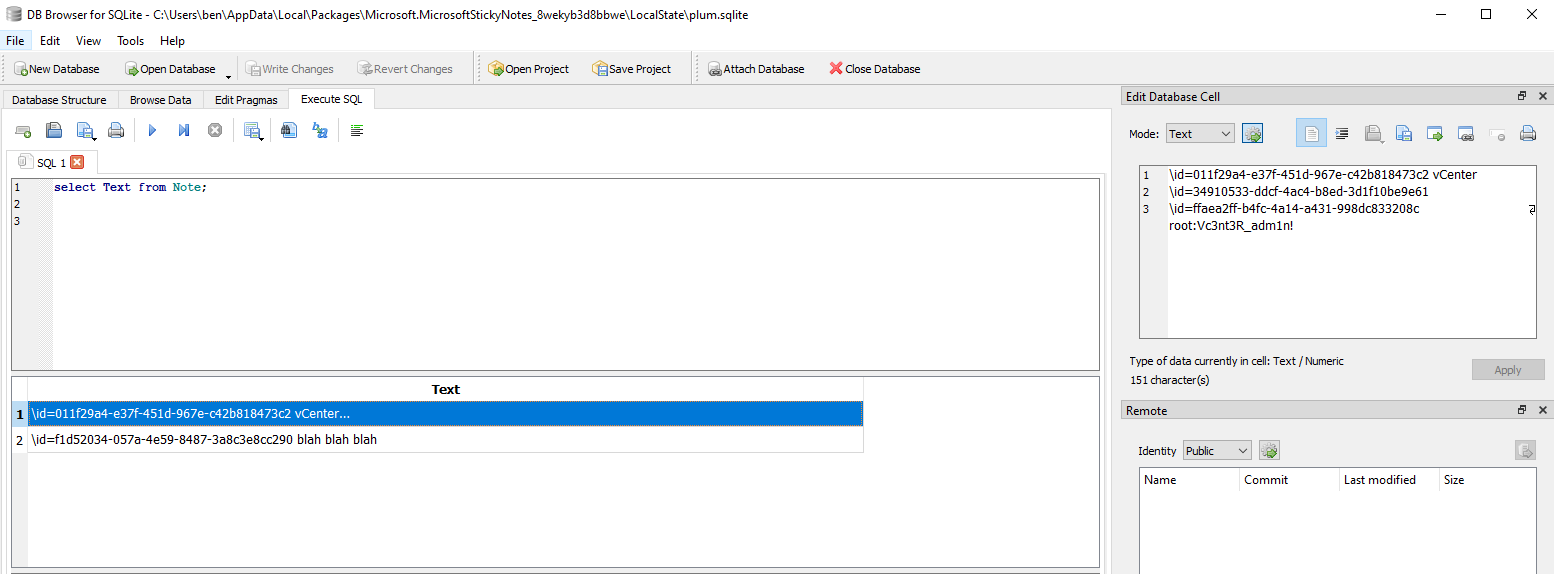 DB Browser for SQLite - C:\Users\ben\AppData\Local\Packages\Microsoft.MicrosoftStickyNotes_8wekyb3d8bbwe\LocalState\plum.sqlite
File Edit View Tools Help
New Database Open Database Write Changes Revert Changes Open Project Save Project Attach Database Close Database
Database Structure Browse Data Edit Pragmas Execute SQL
SQL 1
1 select Text from Note;
2
3
Text
1 \id=011f29a4-e37f-451d-967e-c42b818473c2 vCenter...
2 \id=f1d52034-057a-4e59-8487-3a8c3e8cc290 blah blah blah
Edit Database Cell
Mode: Text
1 \id=011f29a4-e37f-451d-967e-c42b818473c2 vCenter
2 \id=34910533-ddcf-4ac4-b8ed-3d1f10be9e61
3 \id=ffaea2ff-b4fc-4a14-a431-998dc833208c
root:Vc3nt3R_adm1n!
Type of data currently in cell: Text / Numeric
151 character(s)
Apply
Remote
Identity Public
Name Commit Last modified Size